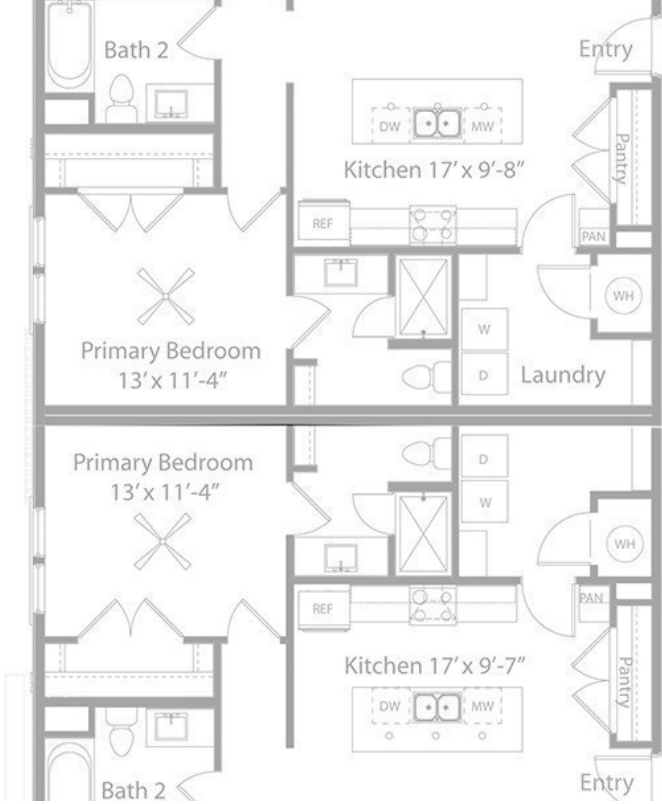 Bath 2
Entry
DW
MW
Kitchen 17' x 9'-8"
Pantry
REF
PAN
WH
W
Primary Bedroom
13' x 11'-4"
D
Laundry
Primary Bedroom
13' x 11'-4"
D
W
WH
REF
PAN
Kitchen 17' x 9'-7"
Pantry
DW
MW
Bath 2
Entry